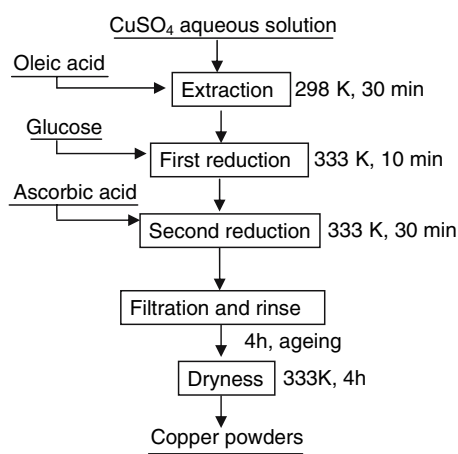 CuSO₄ aqueous solution
Oleic acid
Extraction 298 K, 30 min
Glucose
First reduction 333 K, 10 min
Ascorbic acid
Second reduction 333 K, 30 min
Filtration and rinse
4h, ageing
Dryness 333K, 4h
Copper powders